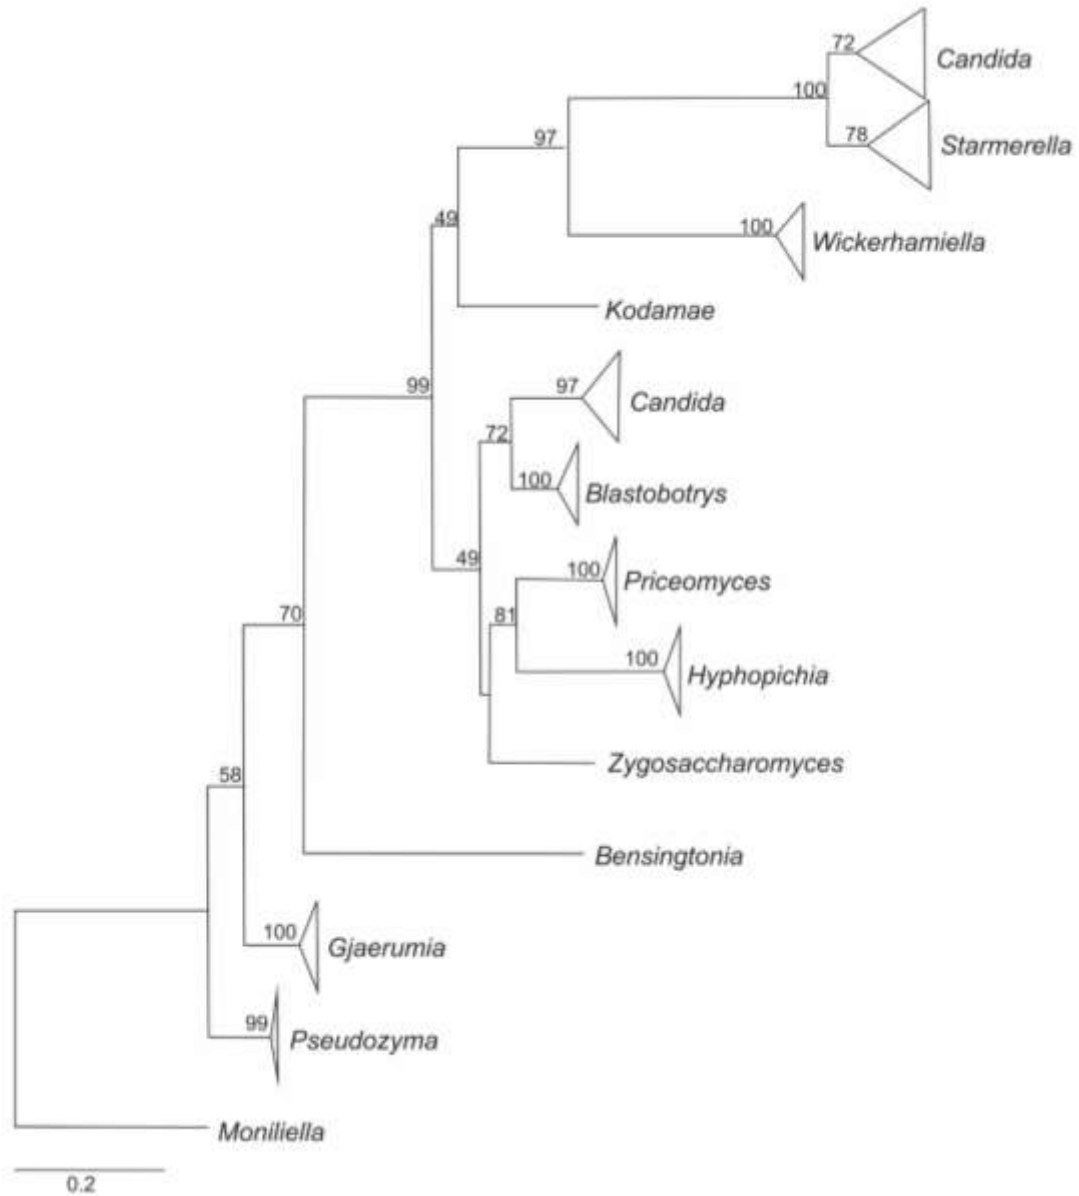 72
Candida
100
78
Starmerella
97
49
100
Wickerhamiella
Kodamae
99
97
Candida
72
100
Blastobotrys
49
100
Priceomyces
81
70
100
Hyphopichia
Zygosaccharomyces
58
Bensingtonia
100
Gjaerumia
99
Pseudozyma
Moniliella
0.2